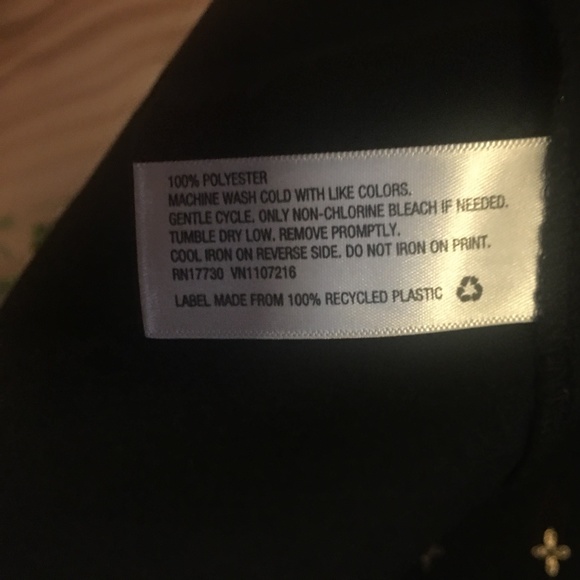 100% POLYESTER
MACHINE WASH COLD WITH LIKE COLORS.
GENTLE CYCLE. ONLY NON-CHLORINE BLEACH IF NEEDED.
TUMBLE DRY LOW. REMOVE PROMPTLY.
COOL IRON ON REVERSE SIDE. DO NOT IRON ON PRINT.
RN17730 VN1107216
LABEL MADE FROM 100% RECYCLED PLASTIC